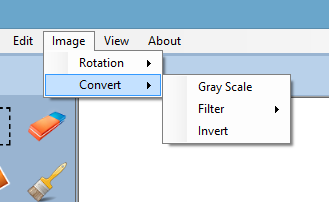 Edit Image View About
Rotation
Convert
Gray Scale
Filter
Invert